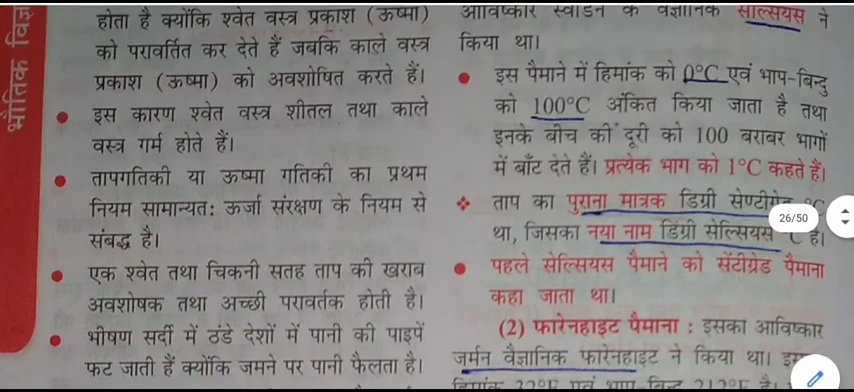 भौतिक विज्ञ
होता है क्योंकि श्वेत वस्त्र प्रकाश (ऊष्मा)
को परावर्तित कर देते हैं जबकि काले वस्त्र
प्रकाश (ऊष्मा) को अवशोषित करते हैं।
● इस कारण श्वेत वस्त्र शीतल तथा काले
वस्त्र गर्म होते हैं।
● तापगतिकी या ऊष्मा गतिकी का प्रथम
नियम सामान्यत: ऊर्जा संरक्षण के नियम से
संबद्ध है।
● एक श्वेत तथा चिकनी सतह ताप की खराब
अवशोषक तथा अच्छी परावर्तक होती है।
● भीषण सर्दी में ठंडे देशों में पानी की पाइपें
फट जाती हैं क्योंकि जमने पर पानी फैलता है।
आविष्कार स्वीडन के वैज्ञानिक सेल्सियस ने
किया था।
● इस पैमाने में हिमांक को 0°C एवं भाप-बिन्दु
को 100°C अंकित किया जाता है तथा
इनके बीच की दूरी को 100 बराबर भागों
में बाँट देते हैं। प्रत्येक भाग को 1°C कहते हैं।
❖ ताप का पुराना मात्रक डिग्री सेण्टीग्रेड °C
था, जिसका नया नाम डिग्री सेल्सियस °C है।
● पहले सेल्सियस पैमाने को सेंटीग्रेड पैमाना
कहा जाता था।
(2) फारेनहाइट पैमाना : इसका आविष्कार
जर्मन वैज्ञानिक फारेनहाइट ने किया था। इस
हिमांक 32°F एवं भाप-बिन्दु 212°F है।
26/50